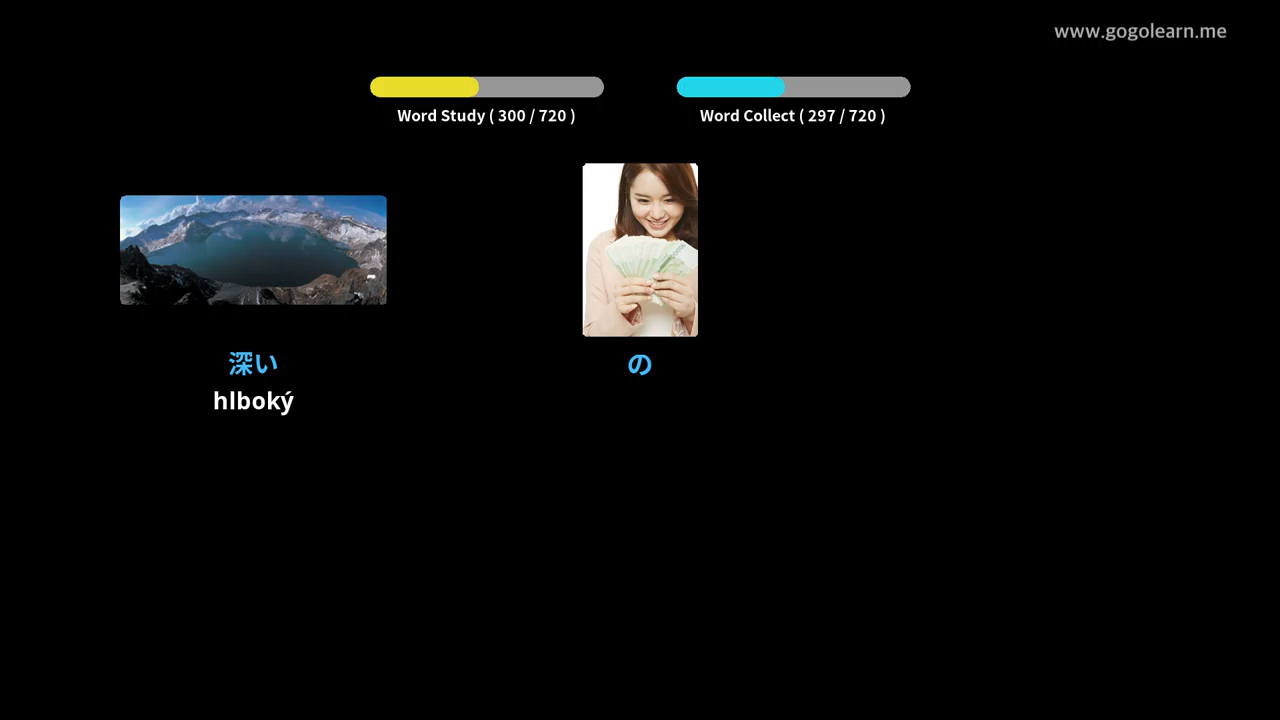 www.gogolearn.me
Word Study ( 300 / 720 )
Word Collect ( 297 / 720 )
深い
hlboký
の